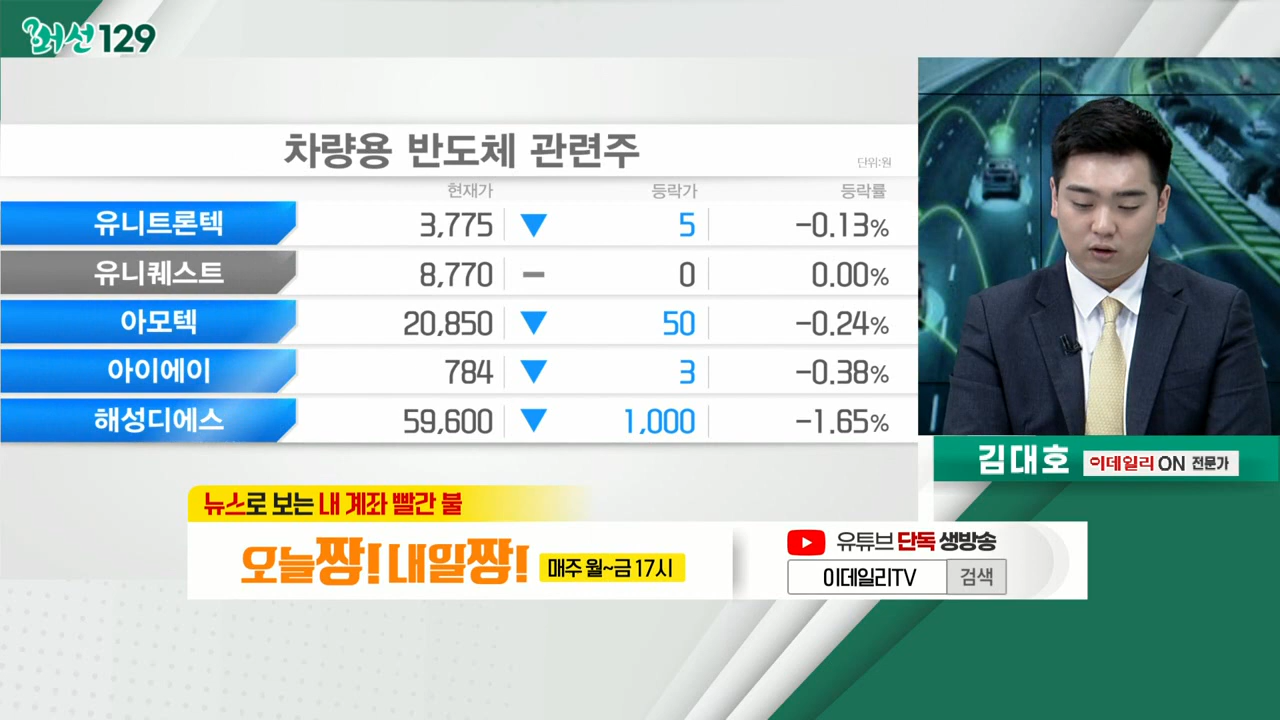 머선129
차량용 반도체 관련주
단위:원
현재가 등락가 등락률
유니트론텍 3,775 ▼ 5 -0.13%
유니퀘스트 8,770 - 0 0.00%
아모텍 20,850 ▼ 50 -0.24%
아이에이 784 ▼ 3 -0.38%
해성디에스 59,600 ▼ 1,000 -1.65%
김대호 이데일리 ON 전문가
뉴스로 보는 내 계좌 빨간 불
오늘짱! 내일짱! 매주 월~금 17시
유튜브 단독 생방송
이데일리TV 검색